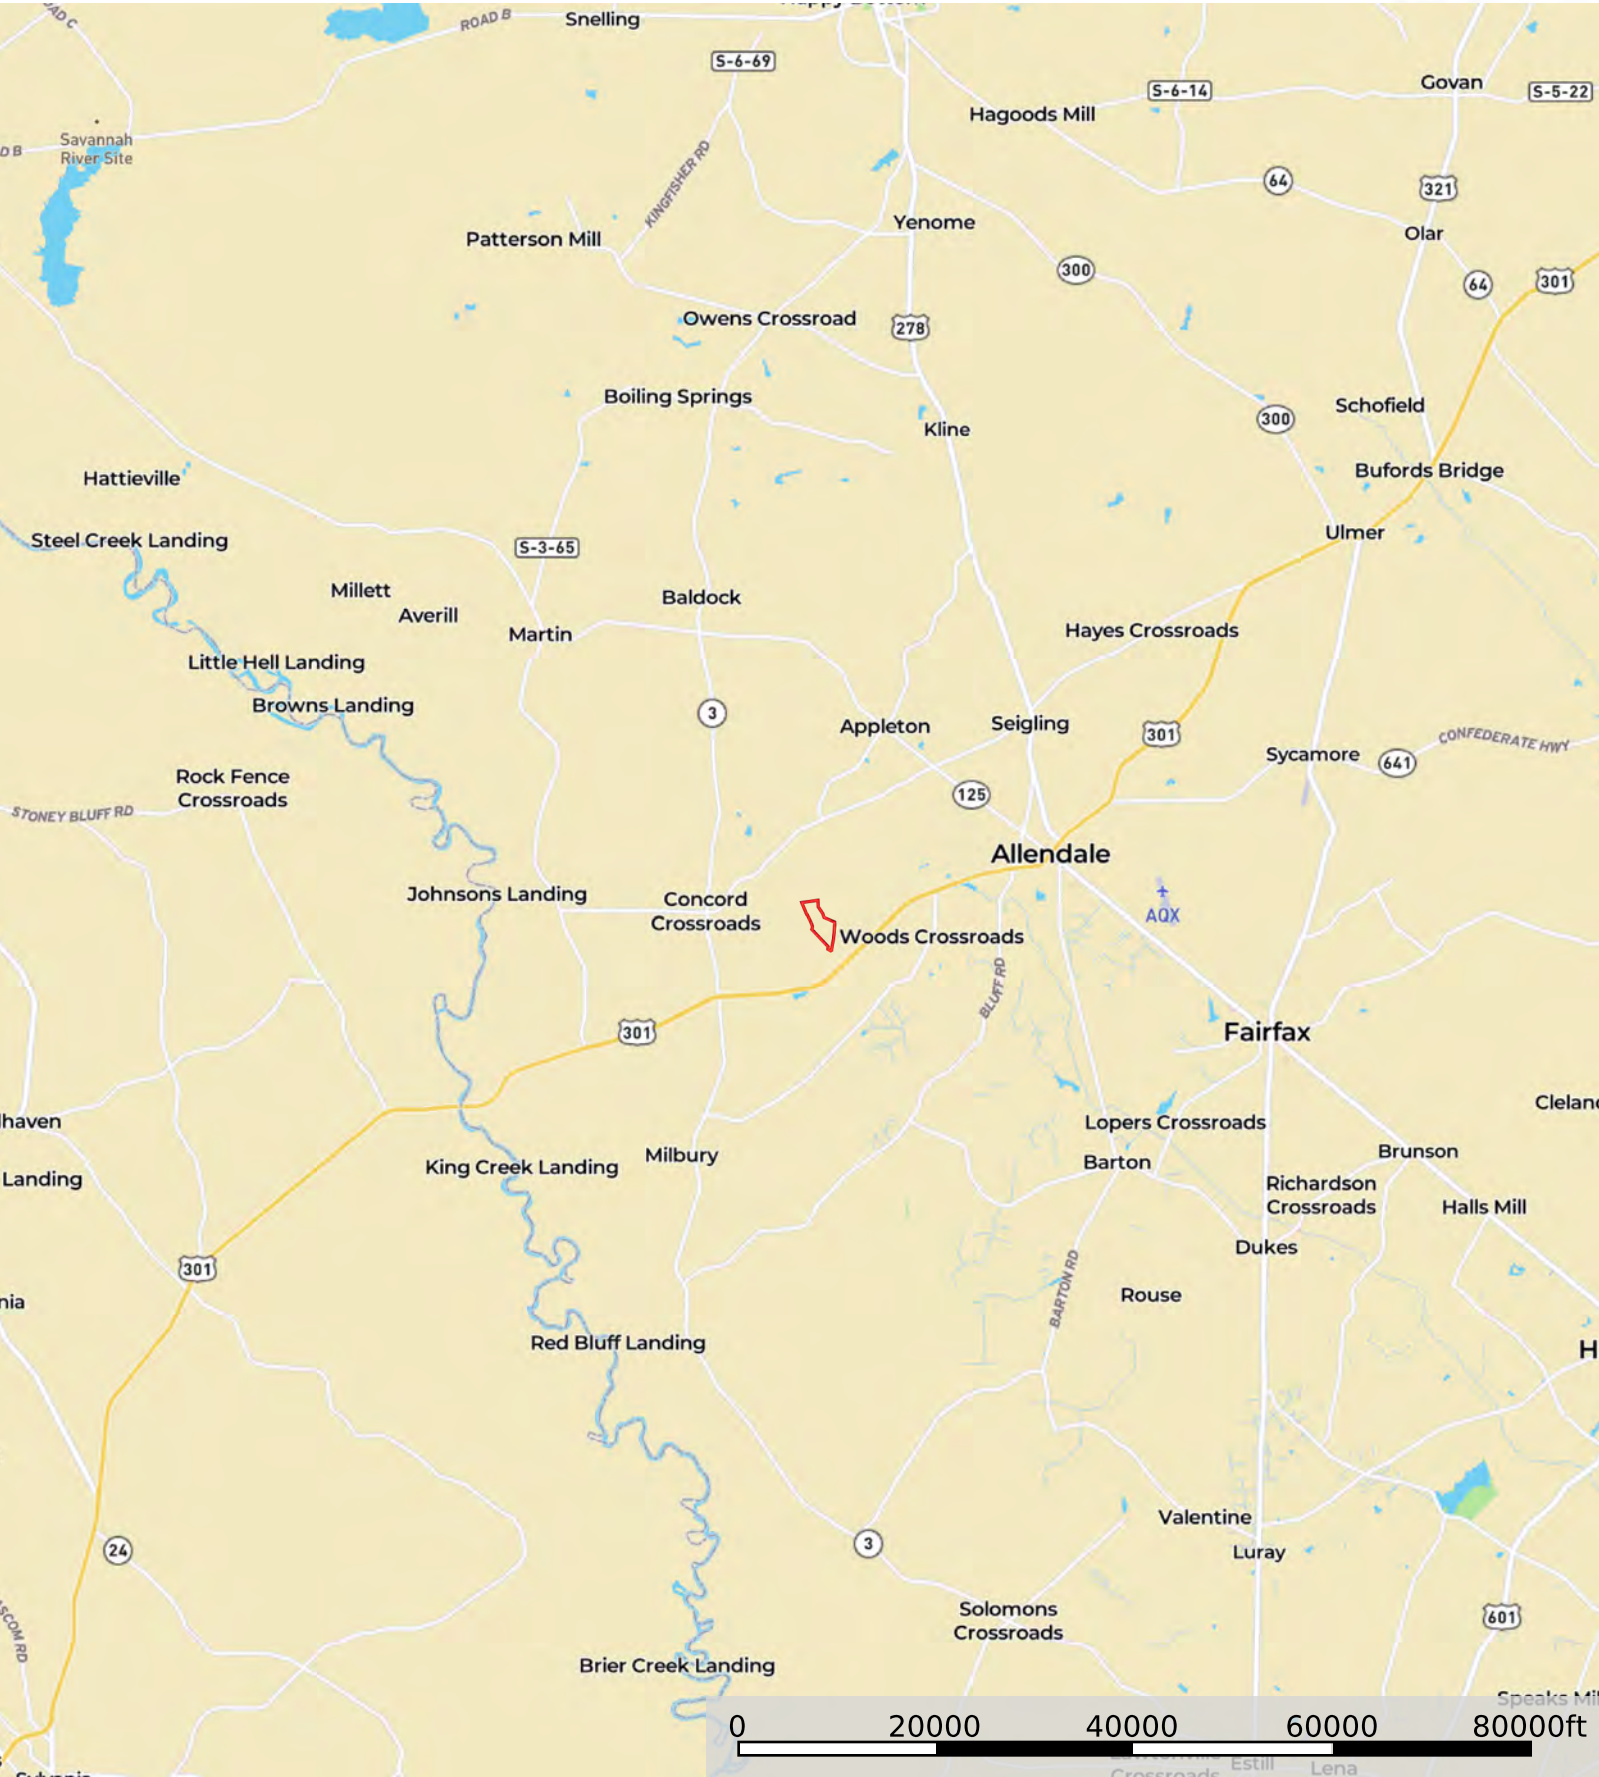 ROAD B
Snelling
S-6-69
S-6-14
Govan
S-5-22
Hagoods Mill
Savannah
River Site
KINGFISHER RD
64
321
Patterson Mill
Yenome
Olar
300
64
301
Owens Crossroad
278
Boiling Springs
Schofield
300
Kline
Hattieville
Bufords Bridge
Steel Creek Landing
S-3-65
Ulmer
Millett
Baldock
Averill
Martin
Hayes Crossroads
Little Hell Landing
Browns Landing
3
Appleton
Seigling
301
CONFEDERATE HWY
Sycamore
641
Rock Fence
Crossroads
125
STONEY BLUFF RD
Allendale
Johnsons Landing
Concord
Crossroads
AQX
Woods Crossroads
BLUFF RD
301
Fairfax
Lopers Crossroads
Milbury
King Creek Landing
Barton
Brunson
Landing
Richardson
Crossroads
Halls Mill
Dukes
301
BARTON RD
Rouse
Red Bluff Landing
Valentine
3
24
Luray
Solomons
Crossroads
601
Brier Creek Landing
0 20000 40000 60000 80000ft
Estill
Lena